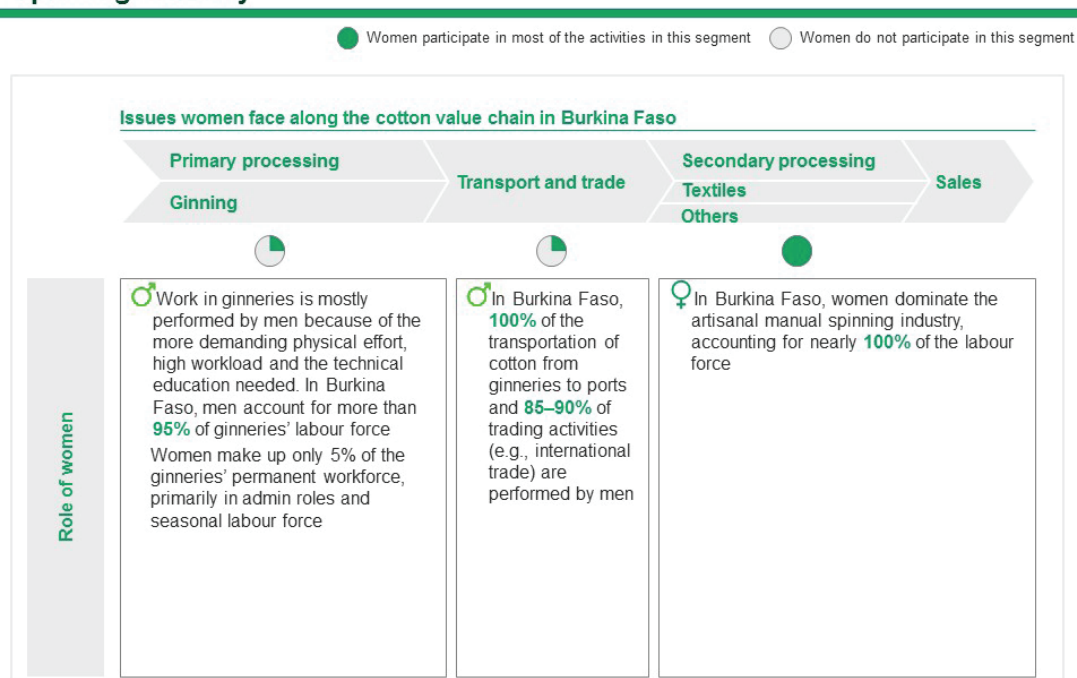 Women participate in most of the activities in this segment
Women do not participate in this segment
Issues women face along the cotton value chain in Burkina Faso
Primary processing
Ginning
Transport and trade
Secondary processing
Textiles
Others
Sales
Role of women
Work in ginneries is mostly
performed by men because of the
more demanding physical effort,
high workload and the technical
education needed. In Burkina
Faso, men account for more than
95% of ginneries' labour force
Women make up only 5% of the
ginneries' permanent workforce,
primarily in admin roles and
seasonal labour force
In Burkina Faso,
100% of the
transportation of
cotton from
ginneries to ports
and 85–90% of
trading activities
(e.g., international
trade) are
performed by men
In Burkina Faso, women dominate the
artisanal manual spinning industry,
accounting for nearly 100% of the labour
force